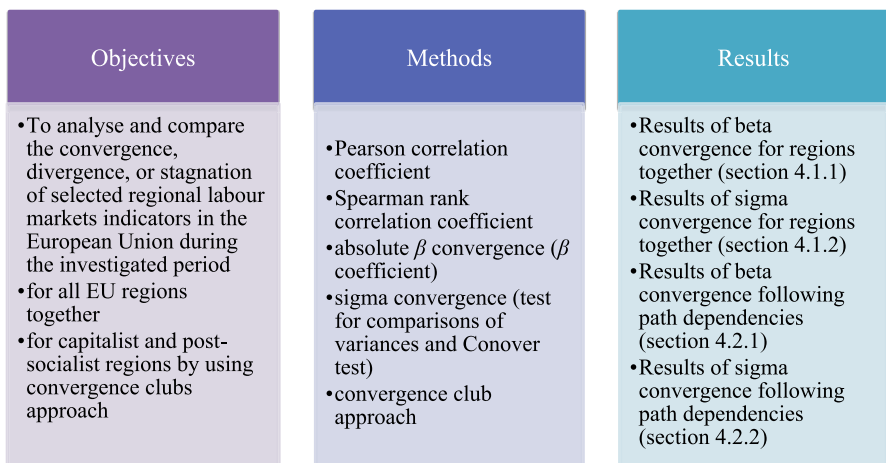 Objectives
•To analyse and compare
the convergence,
divergence, or stagnation
of selected regional labour
markets indicators in the
European Union during
the investigated period
•for all EU regions
together
•for capitalist and post-
socialist regions by using
convergence clubs
approach
Methods
•Pearson correlation
coefficient
•Spearman rank
correlation coefficient
•absolute β convergence (β
coefficient)
•sigma convergence (test
for comparisons of
variances and Conover
test)
•convergence club
approach
Results
•Results of beta
convergence for regions
together (section 4.1.1)
•Results of sigma
convergence for regions
together (section 4.1.2)
•Results of beta
convergence following
path dependencies
(section 4.2.1)
•Results of sigma
convergence following
path dependencies
(section 4.2.2)